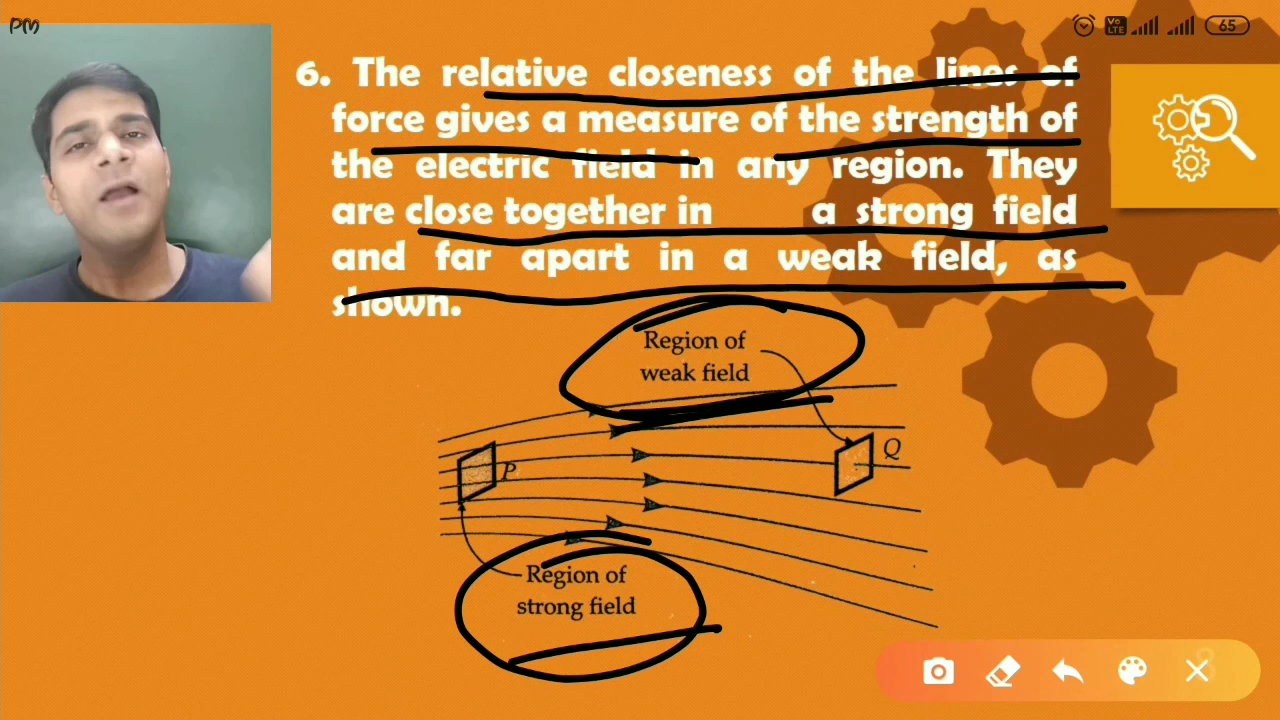 PM
Vo
LTE
65
6. The relative closeness of the lines of
force gives a measure of the strength of
the electric field in any region. They
are close together in a strong field
and far apart in a weak field, as
shown.
Region of
weak field
P
Q
Region of
strong field